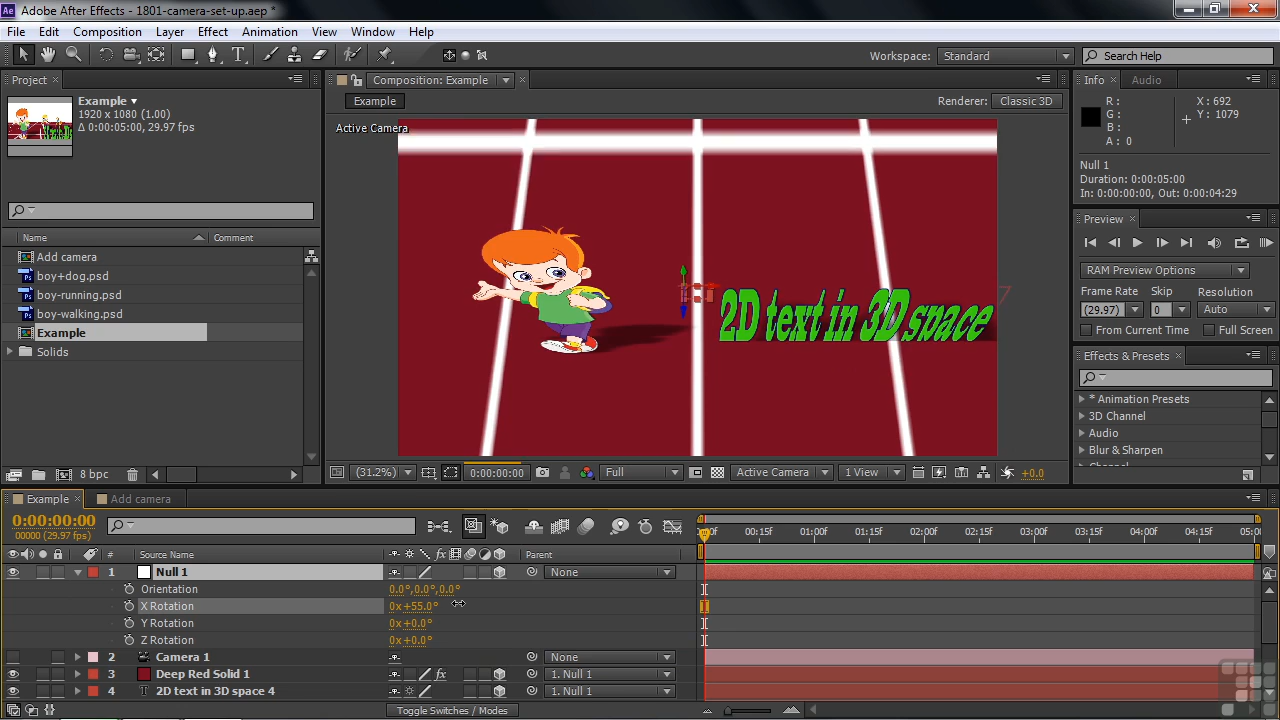 Ae Adobe After Effects - 1801-camera-set-up.aep *
File Edit Composition Layer Effect Animation View Window Help
Workspace: Standard Search Help
Project
Example
1920 x 1080 (1.00)
Δ 0:00:05:00, 29.97 fps
Name Comment
Add camera
boy+dog.psd
boy-running.psd
boy-walking.psd
Example
Solids
8 bpc
Composition: Example
Example
Renderer: Classic 3D
Active Camera
2D text in 3D space
(31.2%) 0:00:00:00 Full Active Camera 1 View +0.0
Info Audio
R :
G :
B :
A : 0
X : 692
Y : 1079
Null 1
Duration: 0:00:05:00
In: 0:00:00:00, Out: 0:00:04:29
Preview
RAM Preview Options
Frame Rate Skip Resolution
(29.97) 0 Auto
From Current Time Full Screen
Effects & Presets
* Animation Presets
3D Channel
Audio
Blur & Sharpen
Example Add camera
0:00:00:00
00000 (29.97 fps)
00f 00:15f 01:00f 01:15f 02:00f 02:15f 03:00f 03:15f 04:00f 04:15f 05:0
# Source Name fx Parent
1 Null 1 None
Orientation 0.0°,0.0°,0.0°
X Rotation 0x+55.0°
Y Rotation 0x+0.0°
Z Rotation 0x+0.0°
2 Camera 1 None
3 Deep Red Solid 1 fx 1. Null 1
4 T 2D text in 3D space 4 1. Null 1
Toggle Switches / Modes